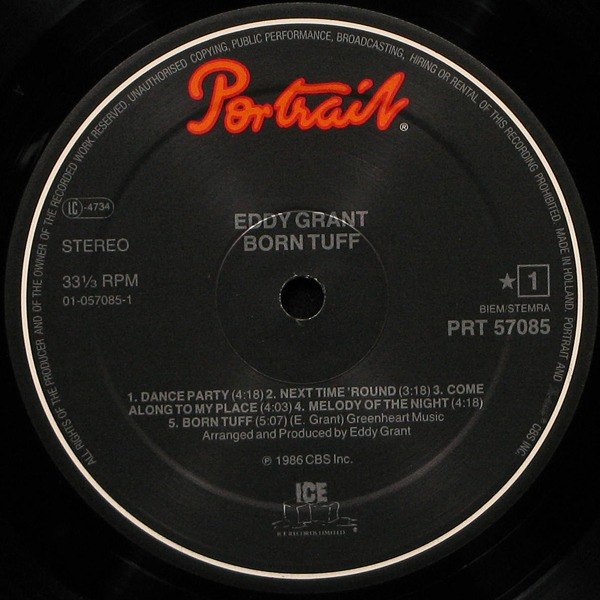 ALL RIGHTS OF THE PRODUCER AND OF THE OWNER OF THE RECORDED WORK RESERVED. UNAUTHORISED COPYING, PUBLIC PERFORMANCE, BROADCASTING, HIRING OR RENTAL OF THIS RECORDING PROHIBITED. MADE IN HOLLAND. PORTRAIT AND CBS INC.
Portrait®
LC-4734
EDDY GRANT
BORN TUFF
STEREO
33⅓ RPM
01-057085-1
★ 1
BIEM/STEMRA
PRT 57085
1. DANCE PARTY (4:18) 2. NEXT TIME 'ROUND (3:18) 3. COME
ALONG TO MY PLACE (4:03) 4. MELODY OF THE NIGHT (4:18)
5. BORN TUFF (5:07) (E. Grant) Greenheart Music
Arranged and Produced by Eddy Grant
℗ 1986 CBS Inc.
ICE
ICE RECORDS LIMITED ®